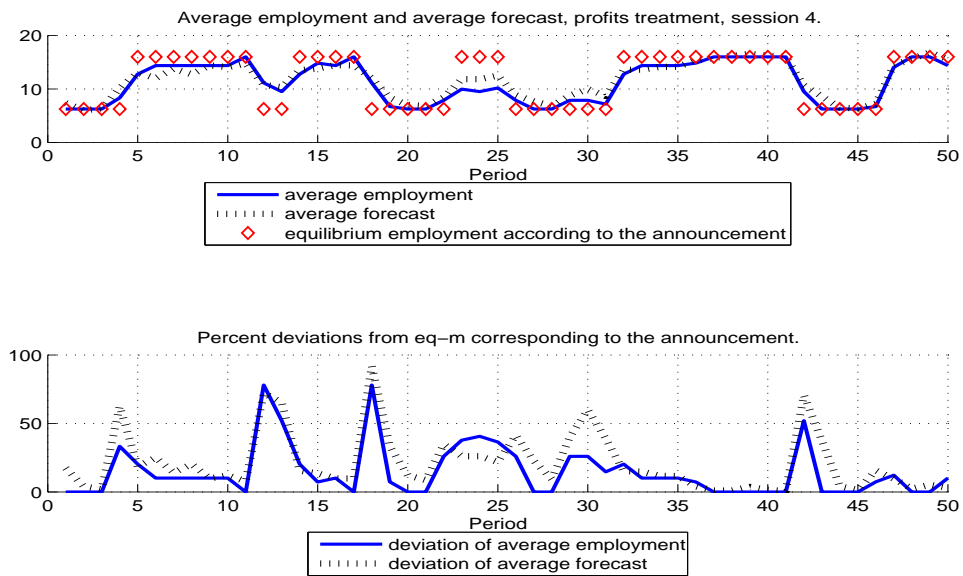 Average employment and average forecast, profits treatment, session 4.
20
10
0
0 5 10 15 20 25 30 35 40 45 50
Period
average employment
average forecast
equilibrium employment according to the announcement
Percent deviations from eq−m corresponding to the announcement.
100
50
0
0 5 10 15 20 25 30 35 40 45 50
Period
deviation of average employment
deviation of average forecast